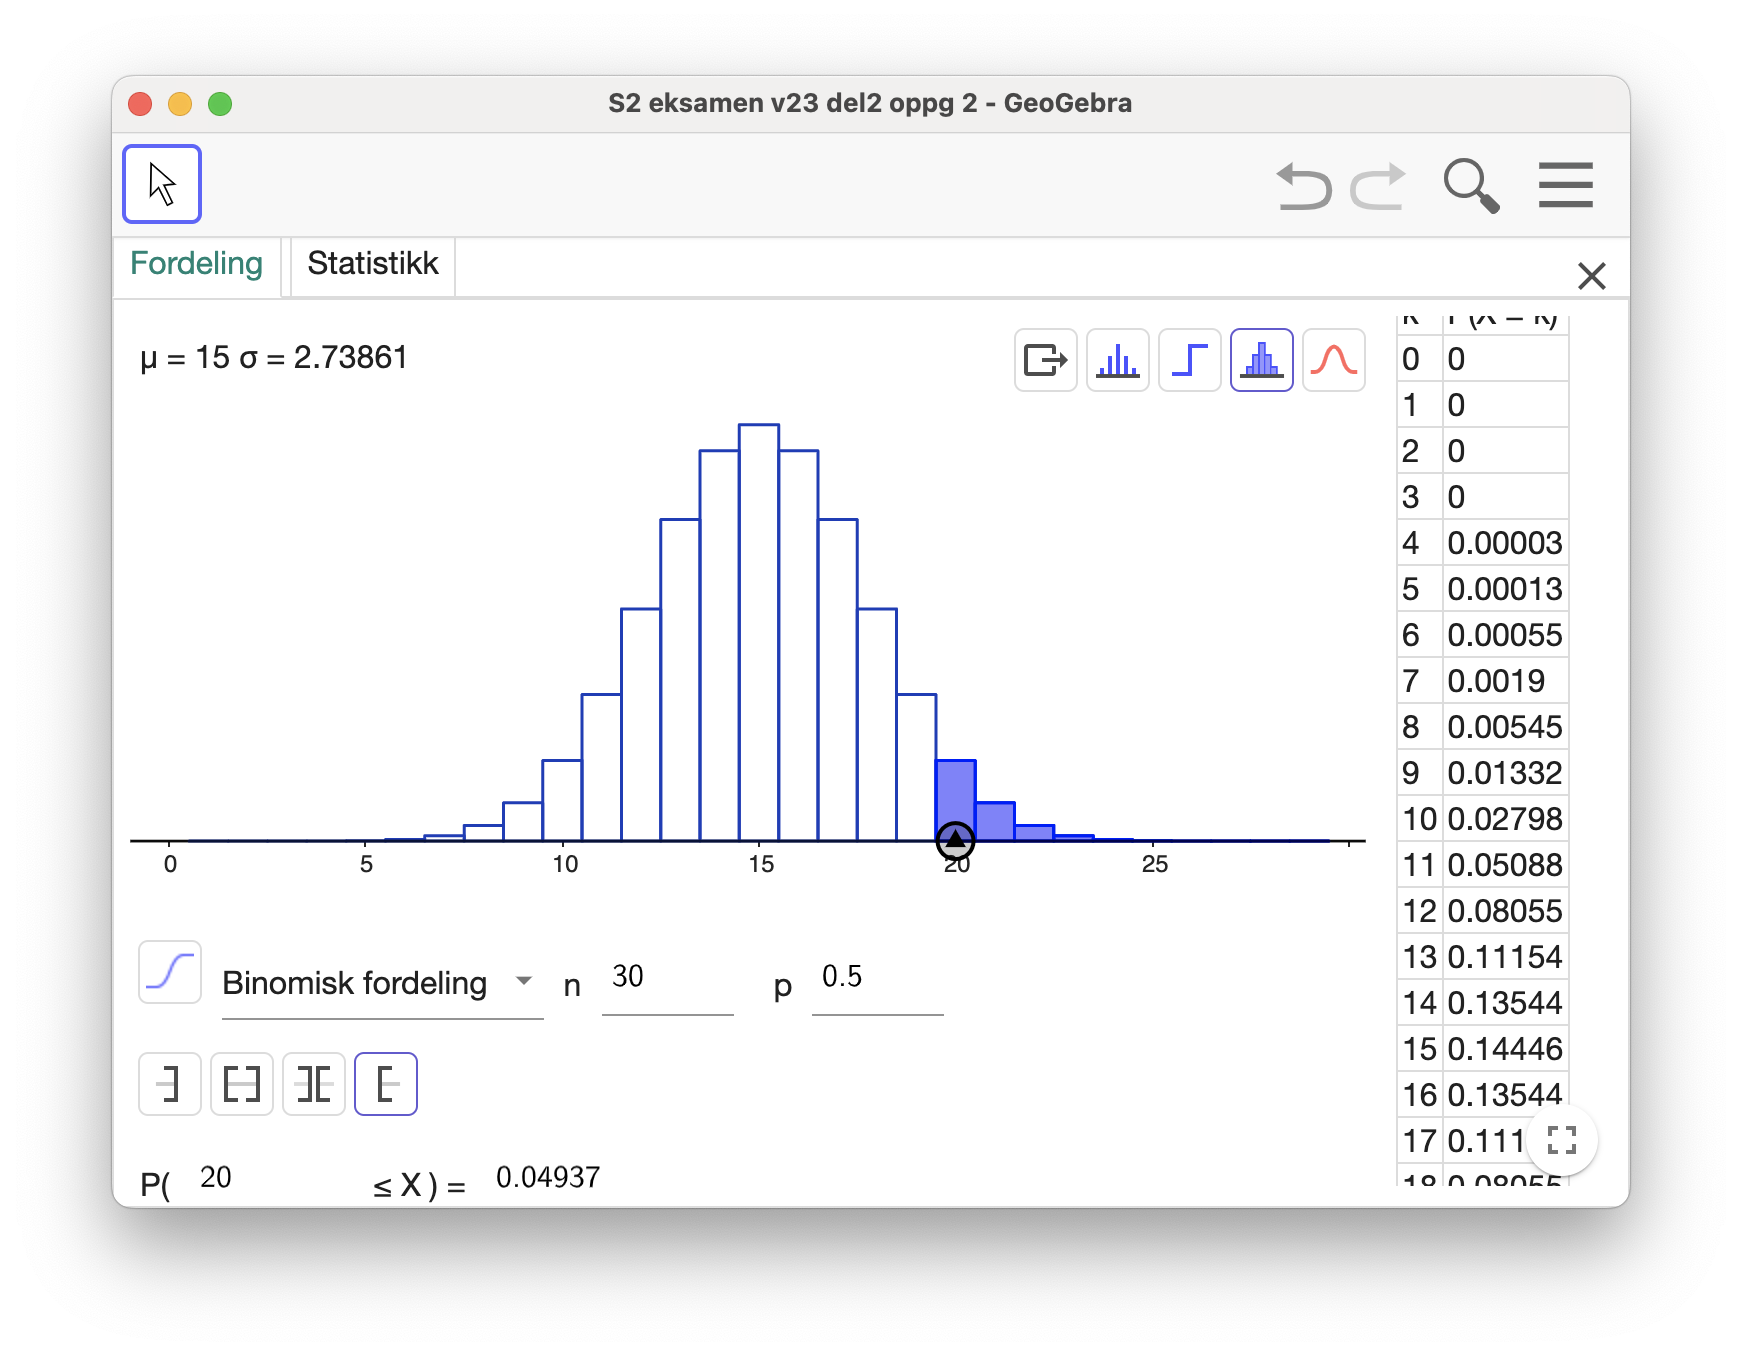 S2 eksamen v23 del2 oppg 2 - GeoGebra
Fordeling Statistikk
μ = 15 σ = 2.73861
0 5 10 15 20 25
Binomisk fordeling n 30 p 0.5
P( 20 ≤ X ) = 0.04937
k P(X = k)
0 0
1 0
2 0
3 0
4 0.00003
5 0.00013
6 0.00055
7 0.0019
8 0.00545
9 0.01332
10 0.02798
11 0.05088
12 0.08055
13 0.11154
14 0.13544
15 0.14446
16 0.13544
17 0.111
18 0.08055